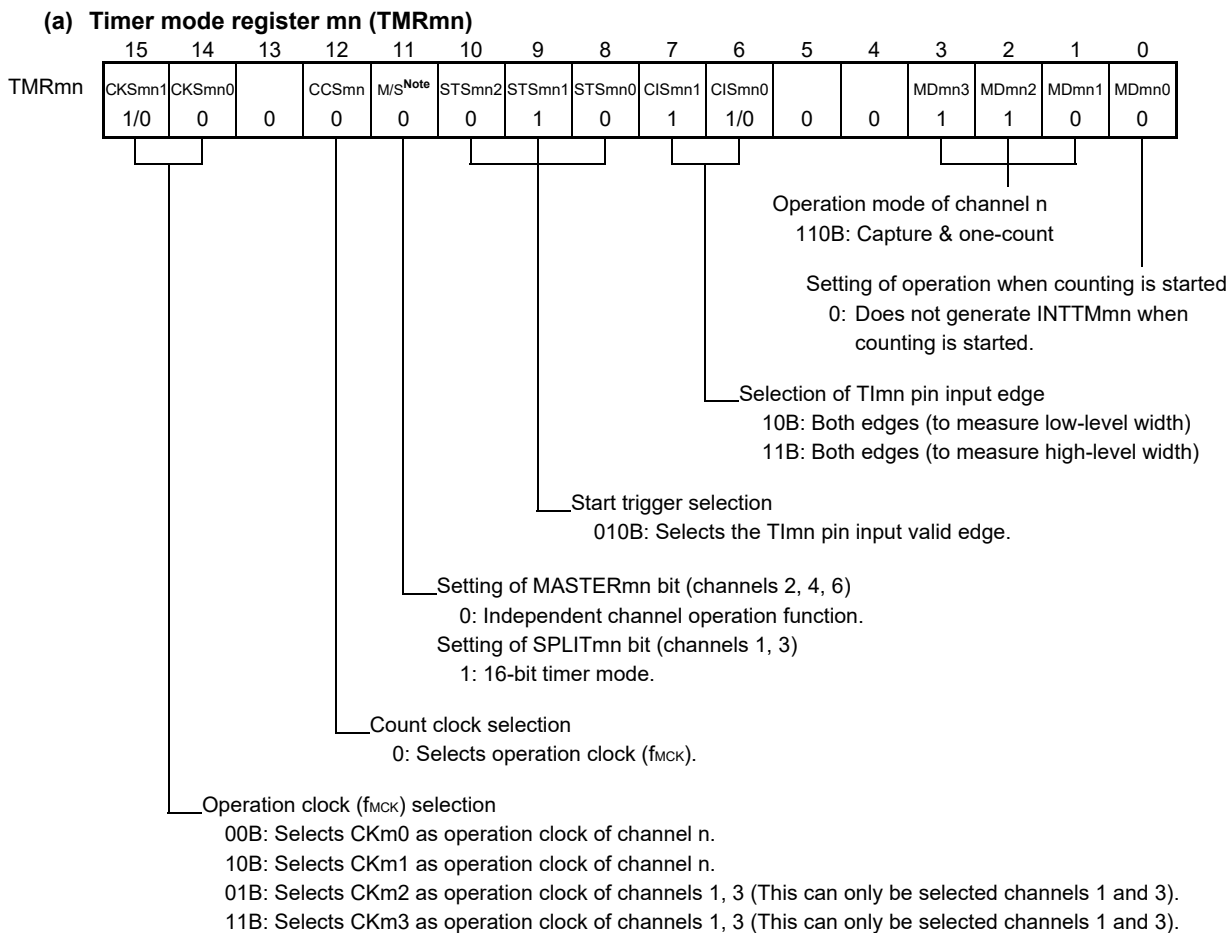 (a) Timer mode register mn (TMRmn)
15 14 13 12 11 10 9 8 7 6 5 4 3 2 1 0
TMRmn CKSmn1 CKSmn0 CCSmn M/SNote STSmn2 STSmn1 STSmn0 CISmn1 CISmn0 MDmn3 MDmn2 MDmn1 MDmn0
1/0 0 0 0 0 0 1 0 1 1/0 0 0 1 1 0 0
Operation mode of channel n
110B: Capture & one-count
Setting of operation when counting is started
0: Does not generate INTTMmn when
counting is started.
Selection of TImn pin input edge
10B: Both edges (to measure low-level width)
11B: Both edges (to measure high-level width)
Start trigger selection
010B: Selects the TImn pin input valid edge.
Setting of MASTERmn bit (channels 2, 4, 6)
0: Independent channel operation function.
Setting of SPLITmn bit (channels 1, 3)
1: 16-bit timer mode.
Count clock selection
0: Selects operation clock (fMCK).
Operation clock (fMCK) selection
00B: Selects CKm0 as operation clock of channel n.
10B: Selects CKm1 as operation clock of channel n.
01B: Selects CKm2 as operation clock of channels 1, 3 (This can only be selected channels 1 and 3).
11B: Selects CKm3 as operation clock of channels 1, 3 (This can only be selected channels 1 and 3).